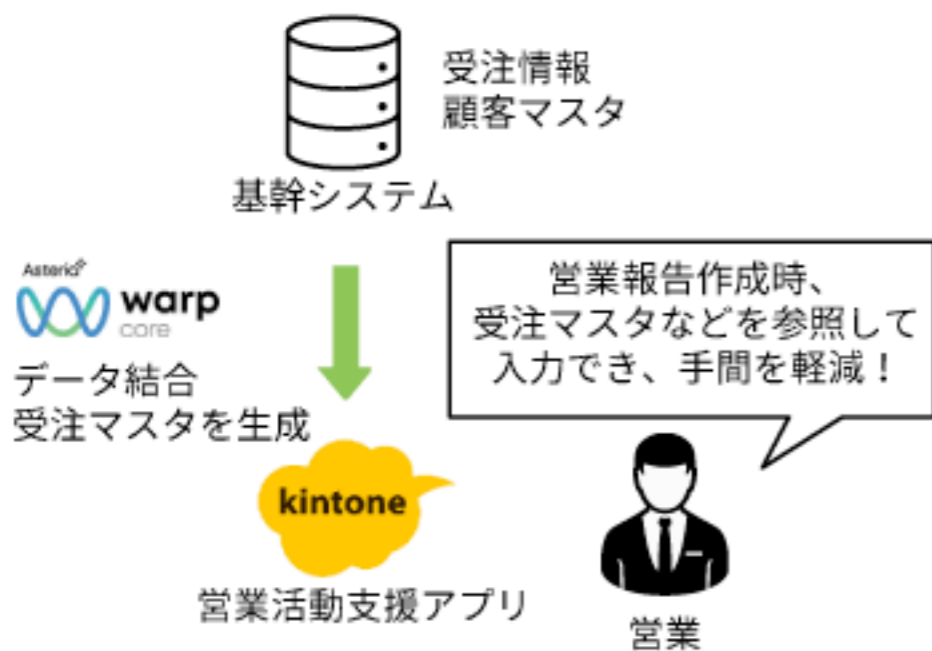 受注情報
顧客マスタ
基幹システム
Asteria
warp
core
データ結合
受注マスタを生成
営業報告作成時、
受注マスタなどを参照して
入力でき、手間を軽減！
kintone
営業活動支援アプリ
営業